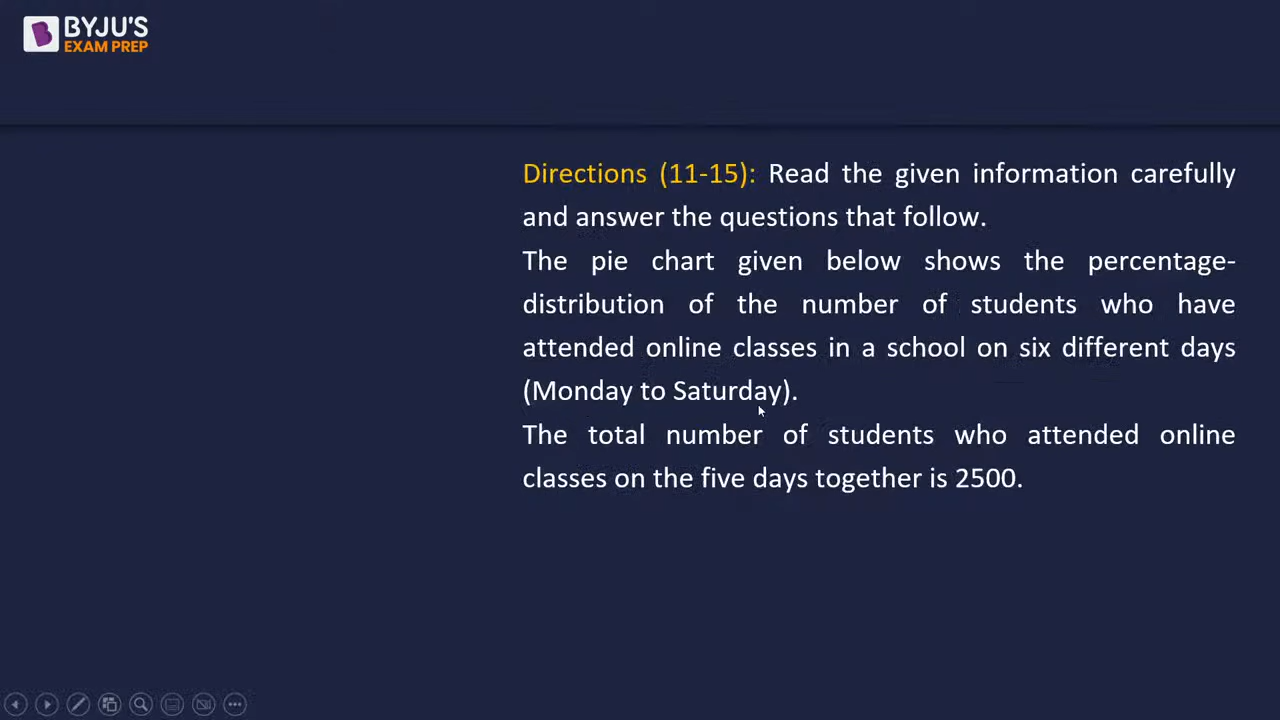 BYJU'S
EXAM PREP
Directions (11-15): Read the given information carefully
and answer the questions that follow.
The pie chart given below shows the percentage-
distribution of the number of students who have
attended online classes in a school on six different days
(Monday to Saturday).
The total number of students who attended online
classes on the five days together is 2500.